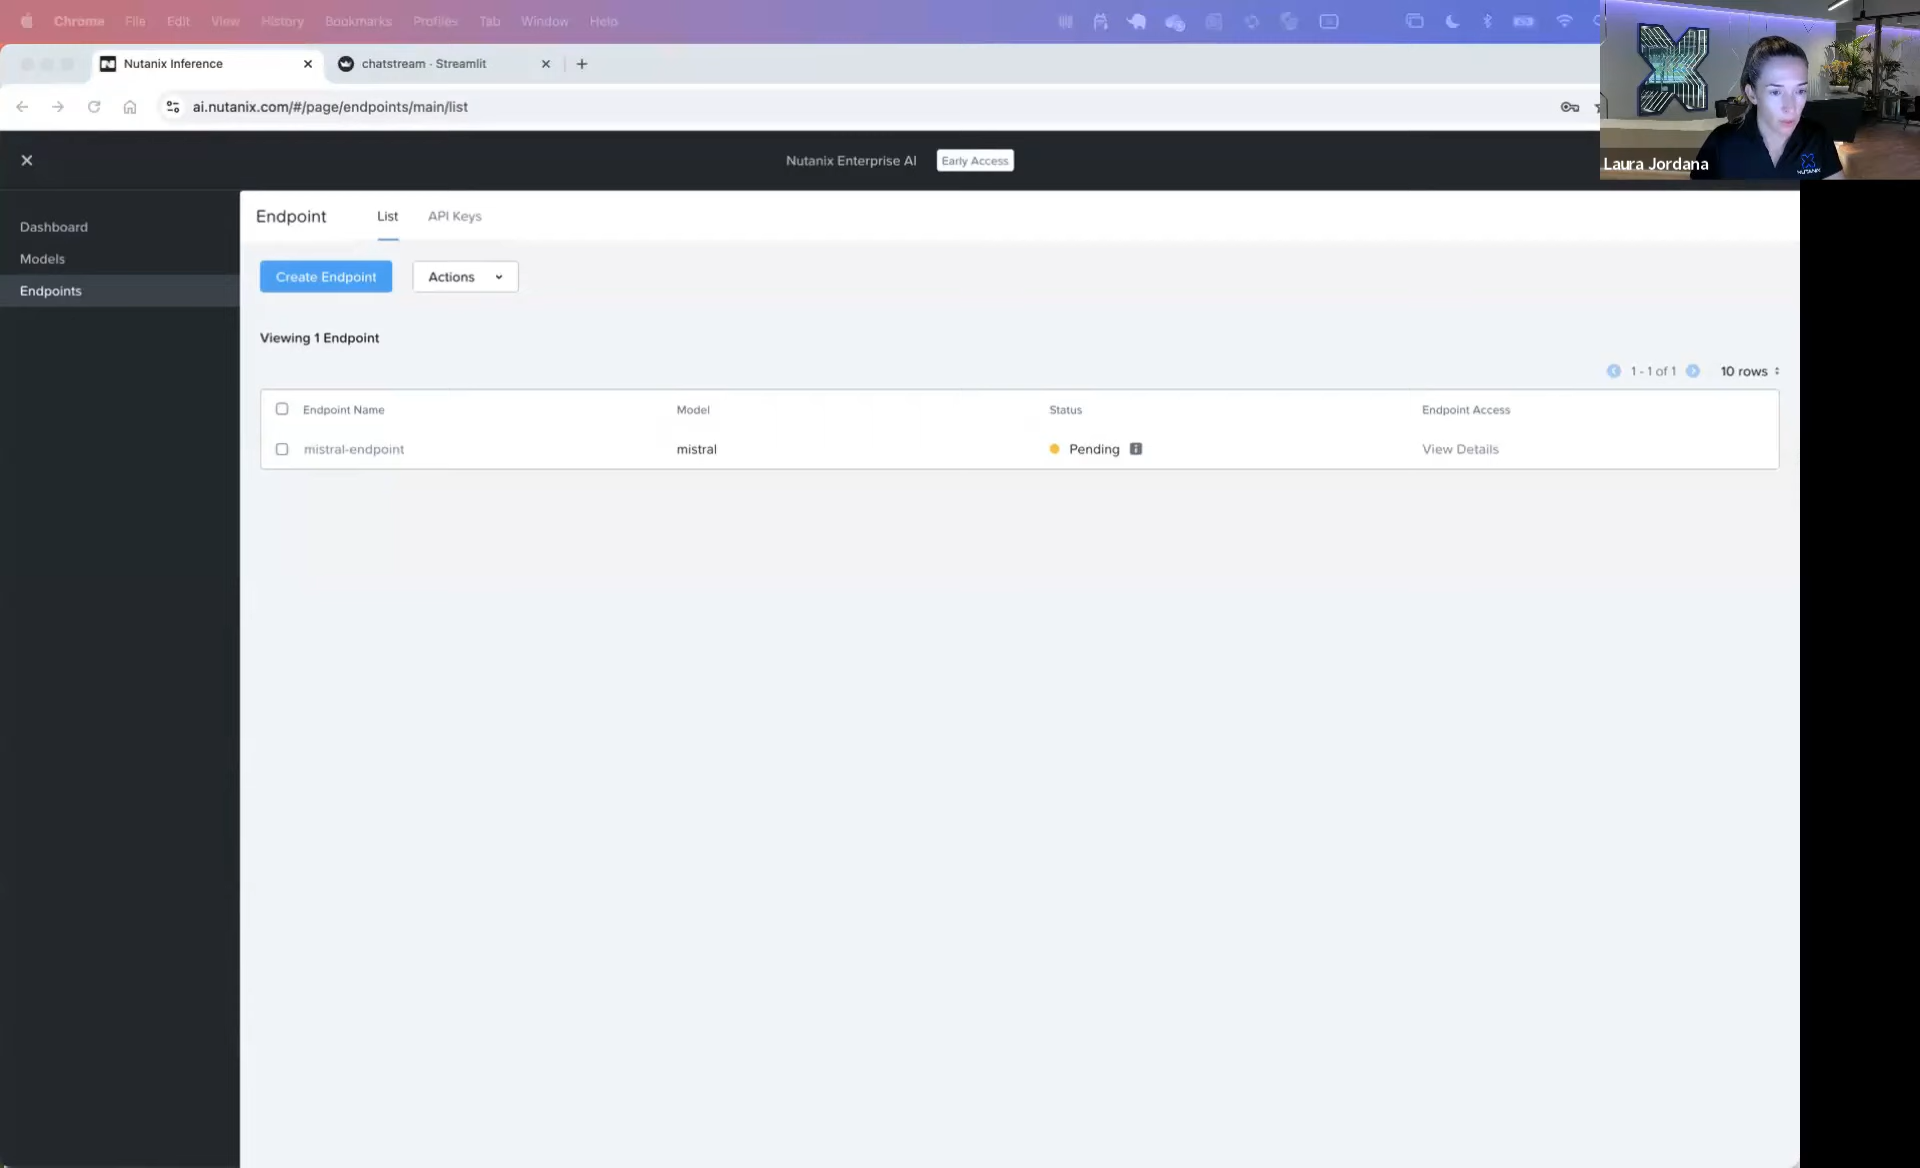 Chrome File Edit View History Bookmarks Profiles Tab Window Help
Nutanix Inference
chatstream · Streamlit
ai.nutanix.com/#/page/endpoints/main/list
Nutanix Enterprise AI Early Access
Laura Jordana
NUTANIX
Dashboard
Models
Endpoints
Endpoint List API Keys
Create Endpoint Actions
Viewing 1 Endpoint
1 - 1 of 1 10 rows
Endpoint Name Model Status Endpoint Access
mistral-endpoint mistral Pending View Details